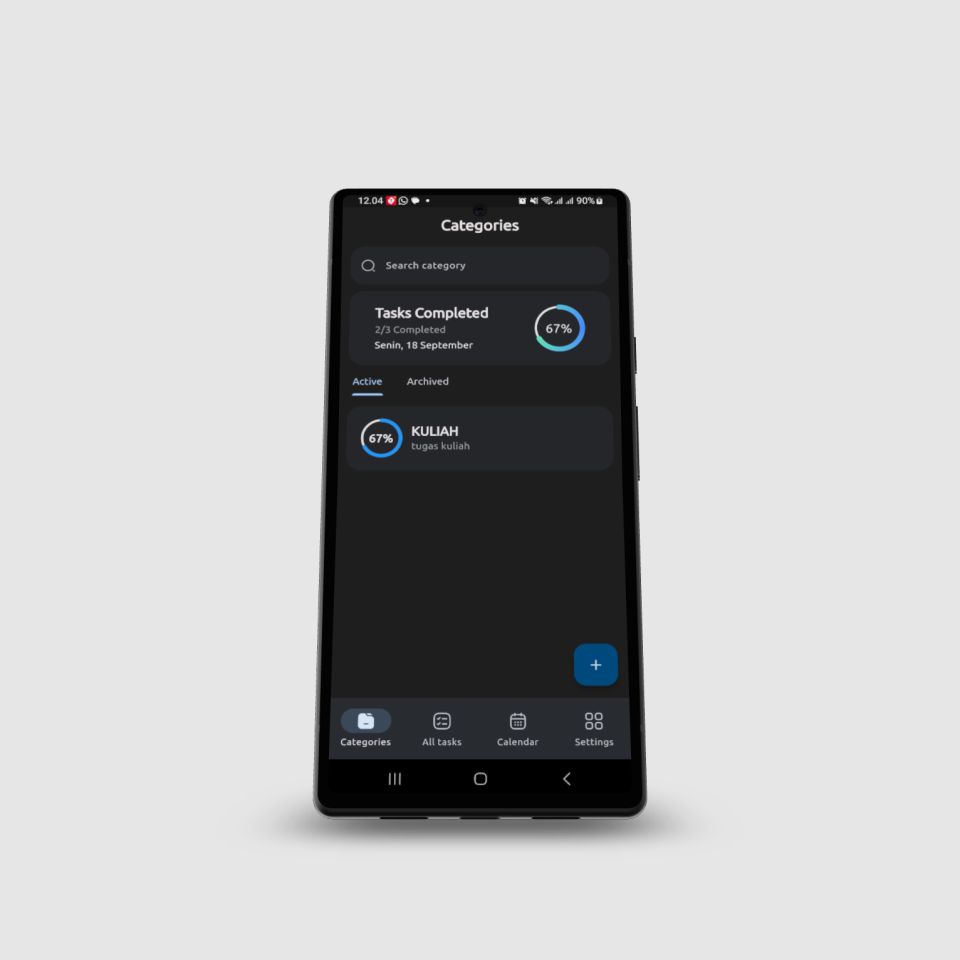 12.04 90%
Categories
Search category
Tasks Completed
2/3 Completed
Senin, 18 September
67%
Active Archived
67%
KULIAH
tugas kuliah
+
Categories All tasks Calendar Settings